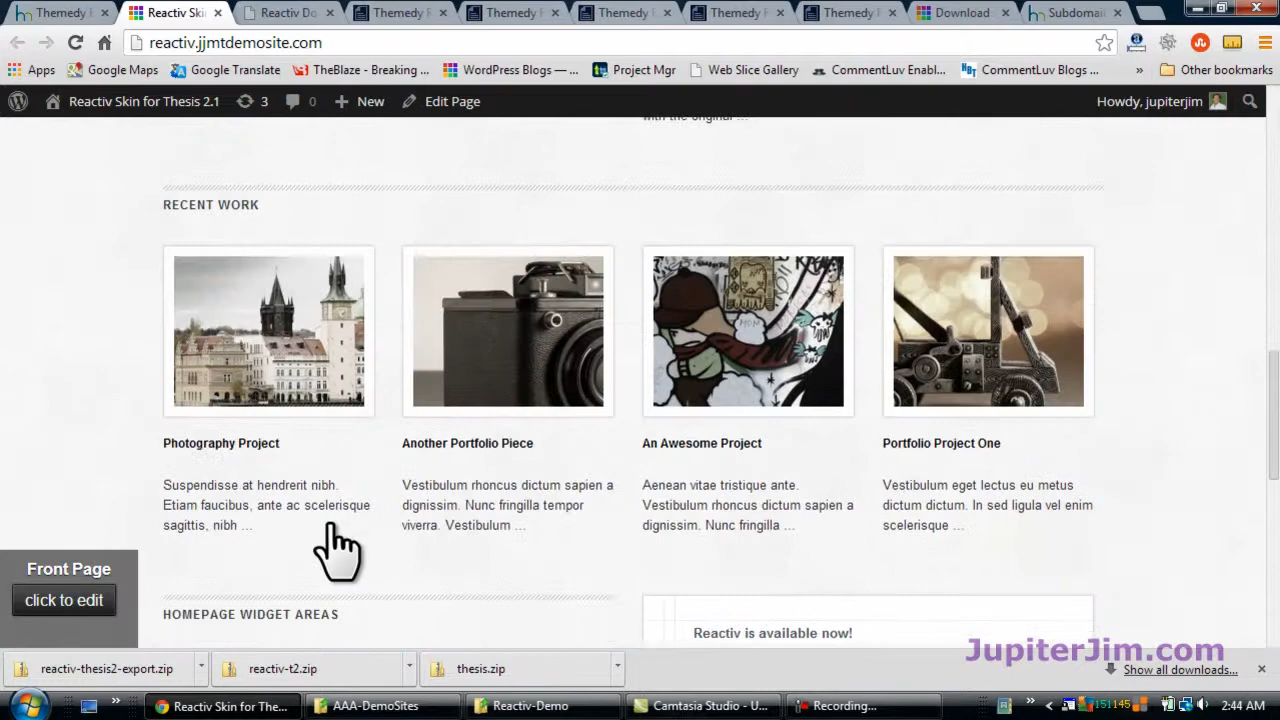 Themedy F
Reactiv Ski
Reactiv Do
Themedy R
Themedy F
Themedy E
Themedy F
Themedy J
Download
Subdomai
reactiv.jjmtdemosite.com
Apps
Google Maps
Google Translate
TheBlaze - Breaking ...
WordPress Blogs — ...
Project Mgr
Web Slice Gallery
CommentLuv Enabl...
CommentLuv Blogs ...
»
Other bookmarks
Reactiv Skin for Thesis 2.1
3
0
New
Edit Page
Howdy, jupiterjim
with the original ...
RECENT WORK
Photography Project
Another Portfolio Piece
An Awesome Project
Portfolio Project One
Suspendisse at hendrerit nibh.
Etiam faucibus, ante ac scelerisque
sagittis, nibh ...
Vestibulum rhoncus dictum sapien a
dignissim. Nunc fringilla tempor
viverra. Vestibulum ...
Aenean vitae tristique ante.
Vestibulum rhoncus dictum sapien a
dignissim. Nunc fringilla ...
Vestibulum eget lectus eu metus
dictum dictum. In sed ligula vel enim
scelerisque ...
Front Page
click to edit
HOMEPAGE WIDGET AREAS
Reactiv is available now!
JupiterJim.com
reactiv-thesis2-export.zip
reactiv-t2.zip
thesis.zip
Show all downloads...
Reactiv Skin for The...
AAA-DemoSites
Reactiv-Demo
Camtasia Studio - U...
Recording...
151145
2:44 AM